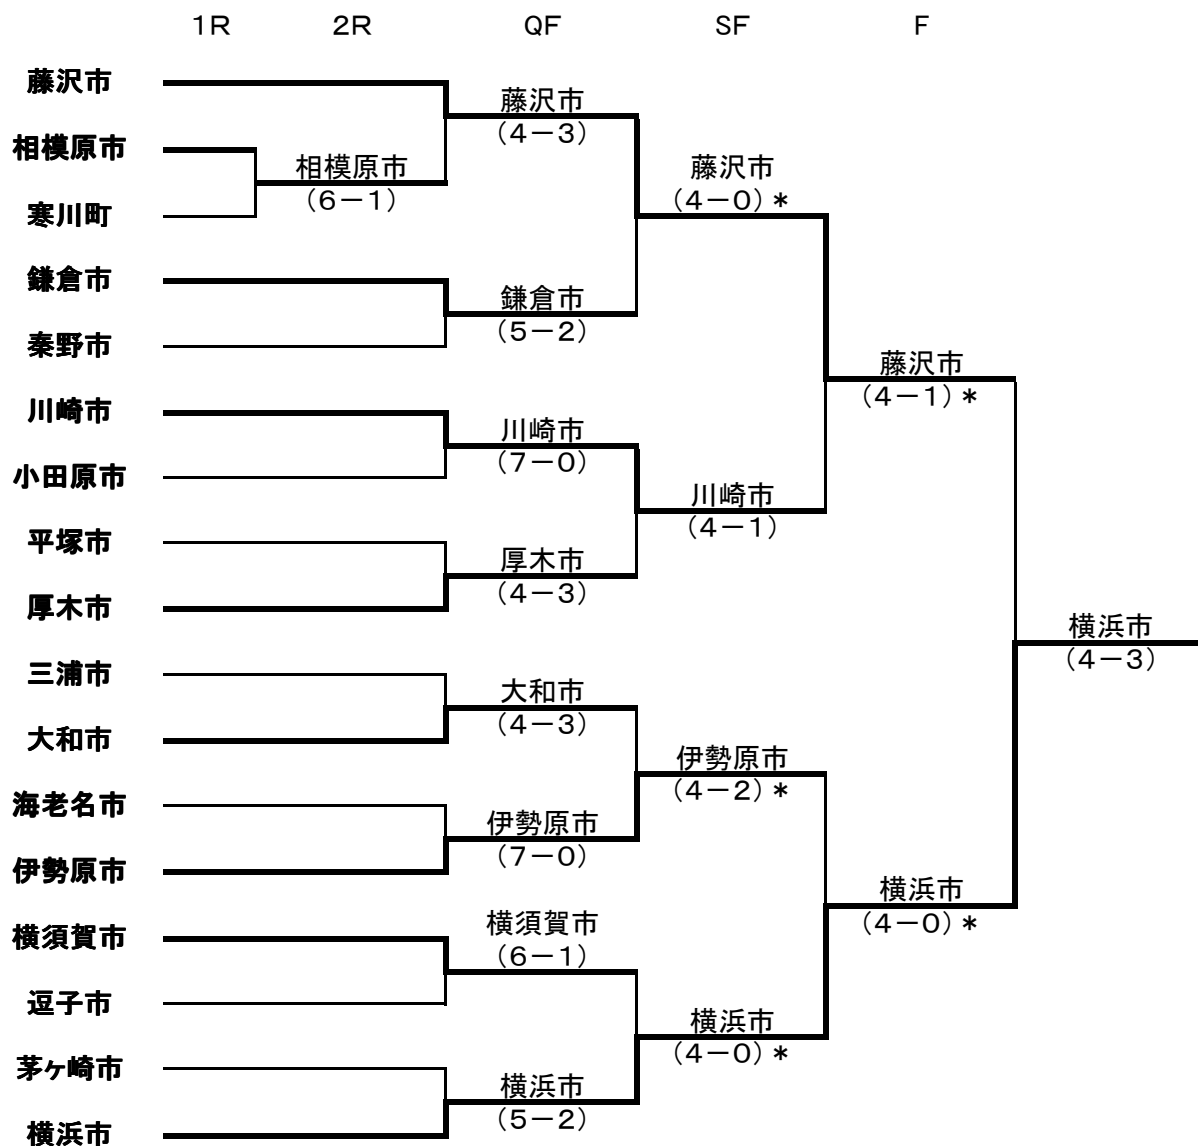 1R 2R QF SF F
藤沢市
藤沢市
(4－3)
相模原市
藤沢市
相模原市
(6－1)
(4－0)*
寒川町
鎌倉市
鎌倉市
(5－2)
秦野市
藤沢市
(4－1)*
川崎市
川崎市
(7－0)
小田原市
川崎市
(4－1)
平塚市
厚木市
(4－3)
厚木市
横浜市
(4－3)
三浦市
大和市
(4－3)
大和市
伊勢原市
(4－2)*
海老名市
伊勢原市
(7－0)
伊勢原市
横浜市
(4－0)*
横須賀市
横須賀市
(6－1)
逗子市
横浜市
(4－0)*
茅ヶ崎市
横浜市
(5－2)
横浜市